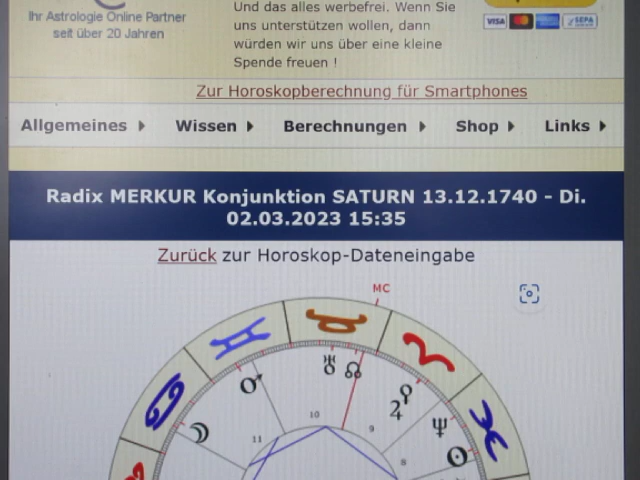 Ihr Astrologie Online Partner
seit über 20 Jahren
Und das alles werbefrei. Wenn Sie
uns unterstützen wollen, dann
würden wir uns über eine kleine
Spende freuen !
VISA
SEPA
Zur Horoskopberechnung für Smartphones
Allgemeines Wissen Berechnungen Shop Links
Radix MERKUR Konjunktion SATURN 13.12.1740 - Di.
02.03.2023 15:35
Zurück zur Horoskop-Dateneingabe
MC
10
9
11
8